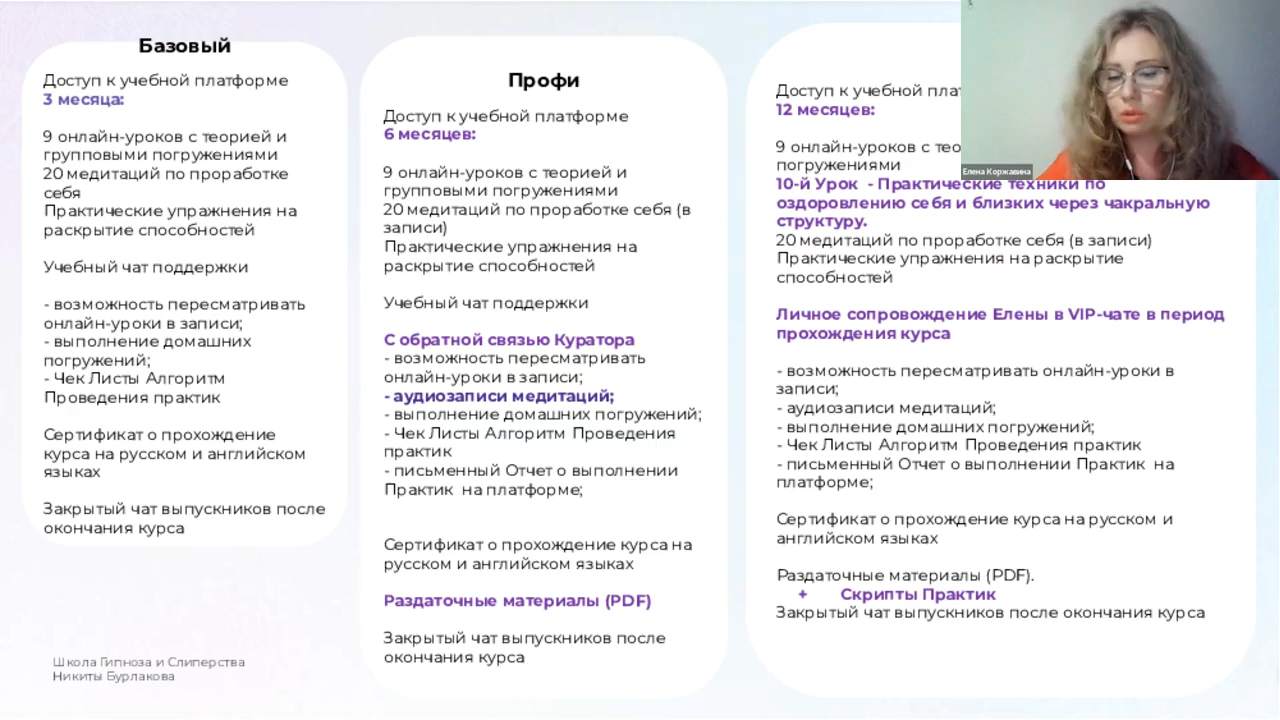 Базовый
Доступ к учебной платформе
3 месяца:
9 онлайн-уроков с теорией и
групповыми погружениями
20 медитаций по проработке
себя
Практические упражнения на
раскрытие способностей
Учебный чат поддержки
- возможность пересматривать
онлайн-уроки в записи;
- выполнение домашних
погружений;
- Чек Листы Алгоритм
Проведения практик
Сертификат о прохождение
курса на русском и английском
языках
Закрытый чат выпускников после
окончания курса
Школа Гипноза и Слиперства
Никиты Бурлакова
Профи
Доступ к учебной платформе
6 месяцев:
9 онлайн-уроков с теорией и
групповыми погружениями
20 медитаций по проработке себя (в
записи)
Практические упражнения на
раскрытие способностей
Учебный чат поддержки
С обратной связью Куратора
- возможность пересматривать
онлайн-уроки в записи;
- аудиозаписи медитаций;
- выполнение домашних погружений;
- Чек Листы Алгоритм Проведения
практик
- письменный Отчет о выполнении
Практик на платформе;
Сертификат о прохождение курса на
русском и английском языках
Раздаточные материалы (PDF)
Закрытый чат выпускников после
окончания курса
Доступ к учебной
12 месяцев:
9 онлайн-уроков с
погружениями
10-й Урок - Практические техники по
оздоровлению себя и близких через чакральную
структуру.
20 медитаций по проработке себя (в записи)
Практические упражнения на раскрытие
способностей
Личное сопровождение Елены в VIP-чате в период
прохождения курса
- возможность пересматривать онлайн-уроки в
записи;
- аудиозаписи медитаций;
- выполнение домашних погружений;
- Чек Листы Алгоритм Проведения практик
- письменный Отчет о выполнении Практик на
платформе;
Сертификат о прохождение курса на русском и
английском языках
Раздаточные материалы (PDF).
+ Скрипты Практик
Закрытый чат выпускников после окончания курса
Елена Коржавина